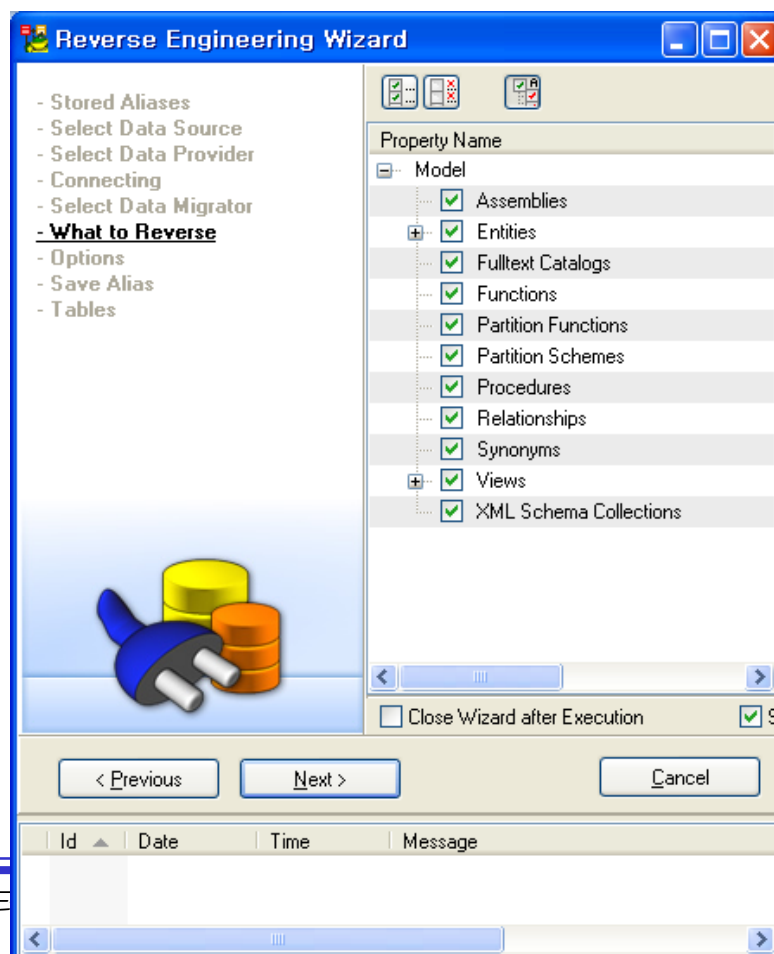 Reverse Engineering Wizard
- Stored Aliases
- Select Data Source
- Select Data Provider
- Connecting
- Select Data Migrator
- What to Reverse
- Options
- Save Alias
- Tables
Property Name
Model
Assemblies
Entities
Fulltext Catalogs
Functions
Partition Functions
Partition Schemes
Procedures
Relationships
Synonyms
Views
XML Schema Collections
Close Wizard after Execution
< Previous
Next >
Cancel
Id
Date
Time
Message